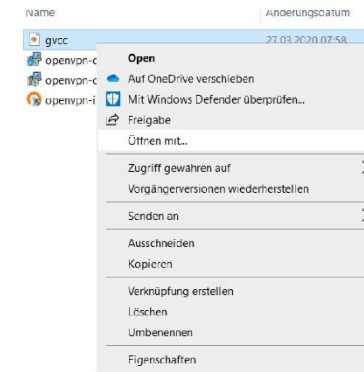 Name Änderungsdatum
gvcc 27.03.2020 07:58
openvpn-c
openvpn-c
openvpn-i
Open
Auf OneDrive verschieben
Mit Windows Defender überprüfen...
Freigabe
Öffnen mit...
Zugriff gewähren auf
Vorgängerversionen wiederherstellen
Senden an
Ausschneiden
Kopieren
Verknüpfung erstellen
Löschen
Umbenennen
Eigenschaften